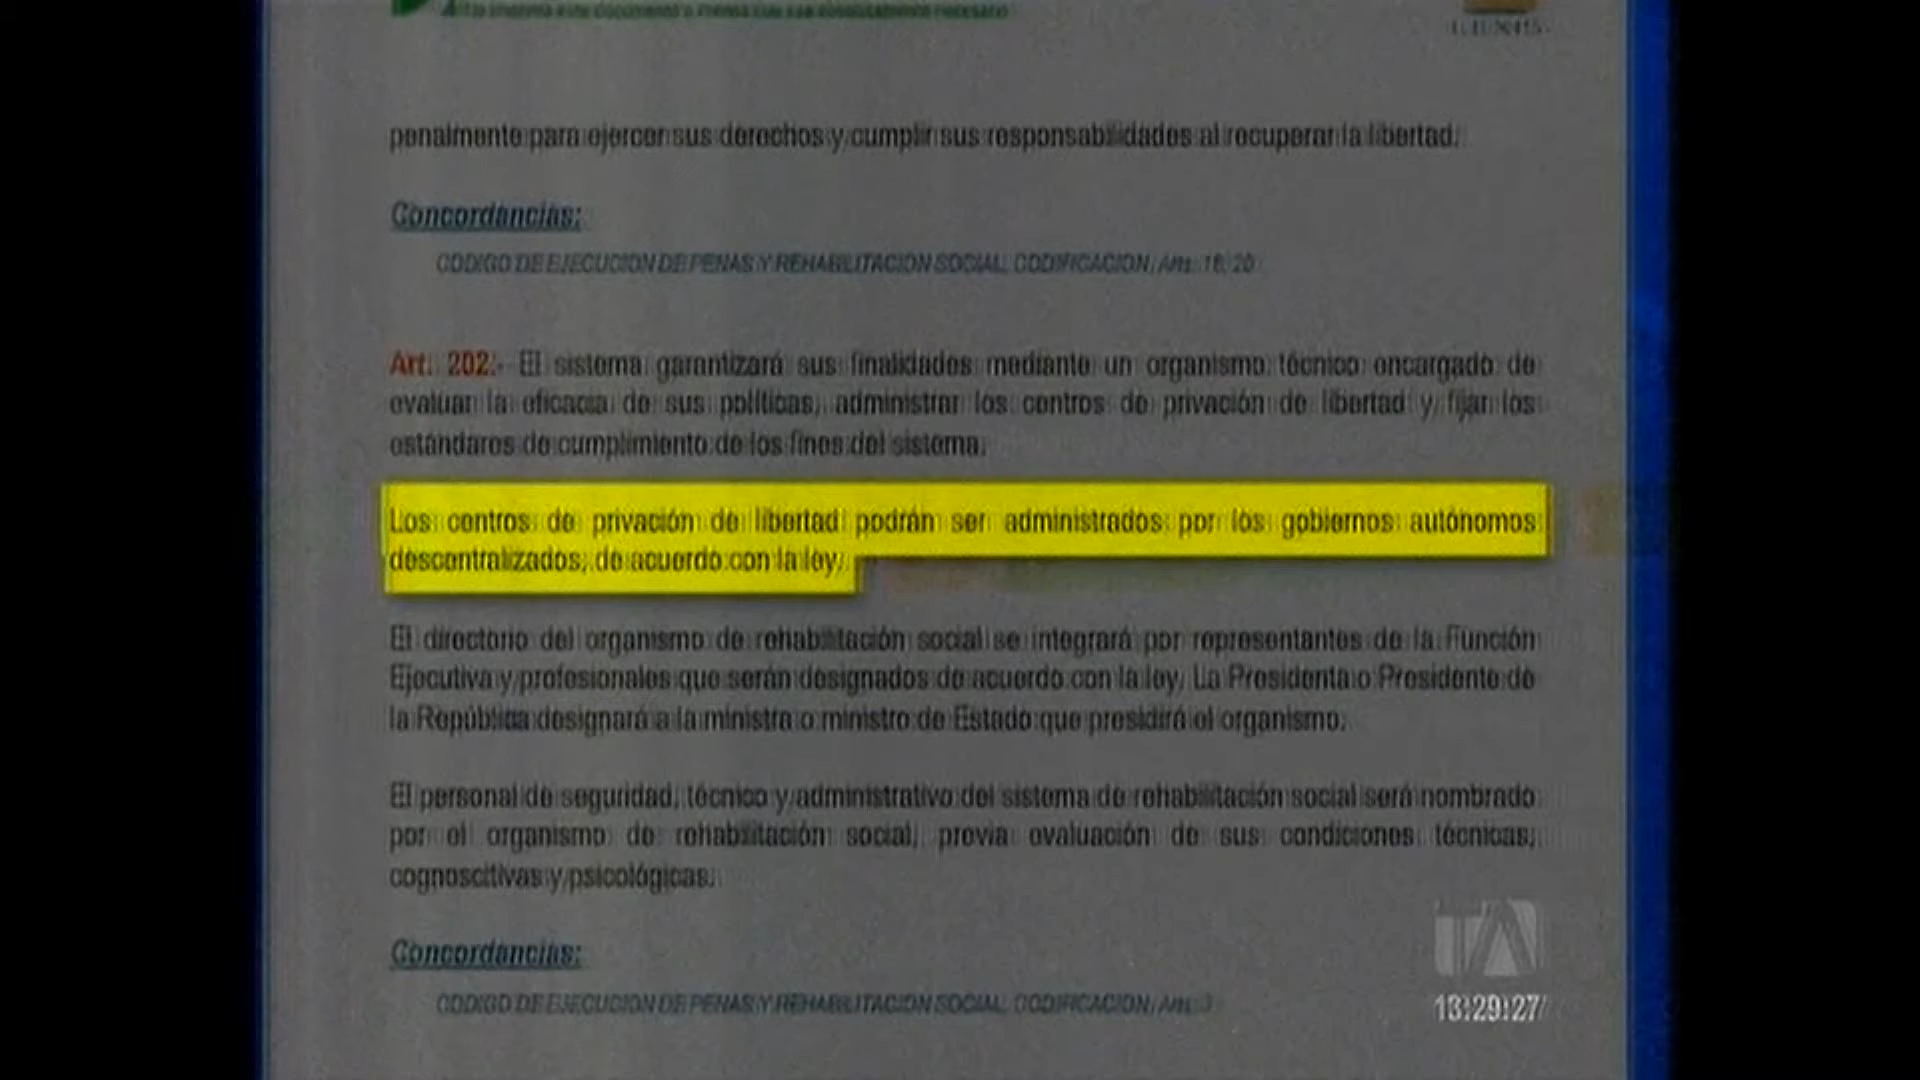 penalmente para ejercer sus derechos y cumplir sus responsabilidades al recuperar la libertad.
Concordancias:
CODIGO DE EJECUCION DE PENAS Y REHABILITACION SOCIAL, CODIFICACION, Arts. 18, 20
Art. 202.- El sistema garantizará sus finalidades mediante un organismo técnico encargado de
evaluar la eficacia de sus políticas, administrar los centros de privación de libertad y fijar los
estándares de cumplimiento de los fines del sistema.
Los centros de privación de libertad podrán ser administrados por los gobiernos autónomos
descentralizados, de acuerdo con la ley.
El directorio del organismo de rehabilitación social se integrará por representantes de la Función
Ejecutiva y profesionales que serán designados de acuerdo con la ley. La Presidenta o Presidente de
la República designará a la ministra o ministro de Estado que presidirá el organismo.
El personal de seguridad, técnico y administrativo del sistema de rehabilitación social será nombrado
por el organismo de rehabilitación social, previa evaluación de sus condiciones técnicas,
cognoscitivas y psicológicas.
Concordancias:
CODIGO DE EJECUCION DE PENAS Y REHABILITACION SOCIAL, CODIFICACION, Arts. 3
TA
13:29:27